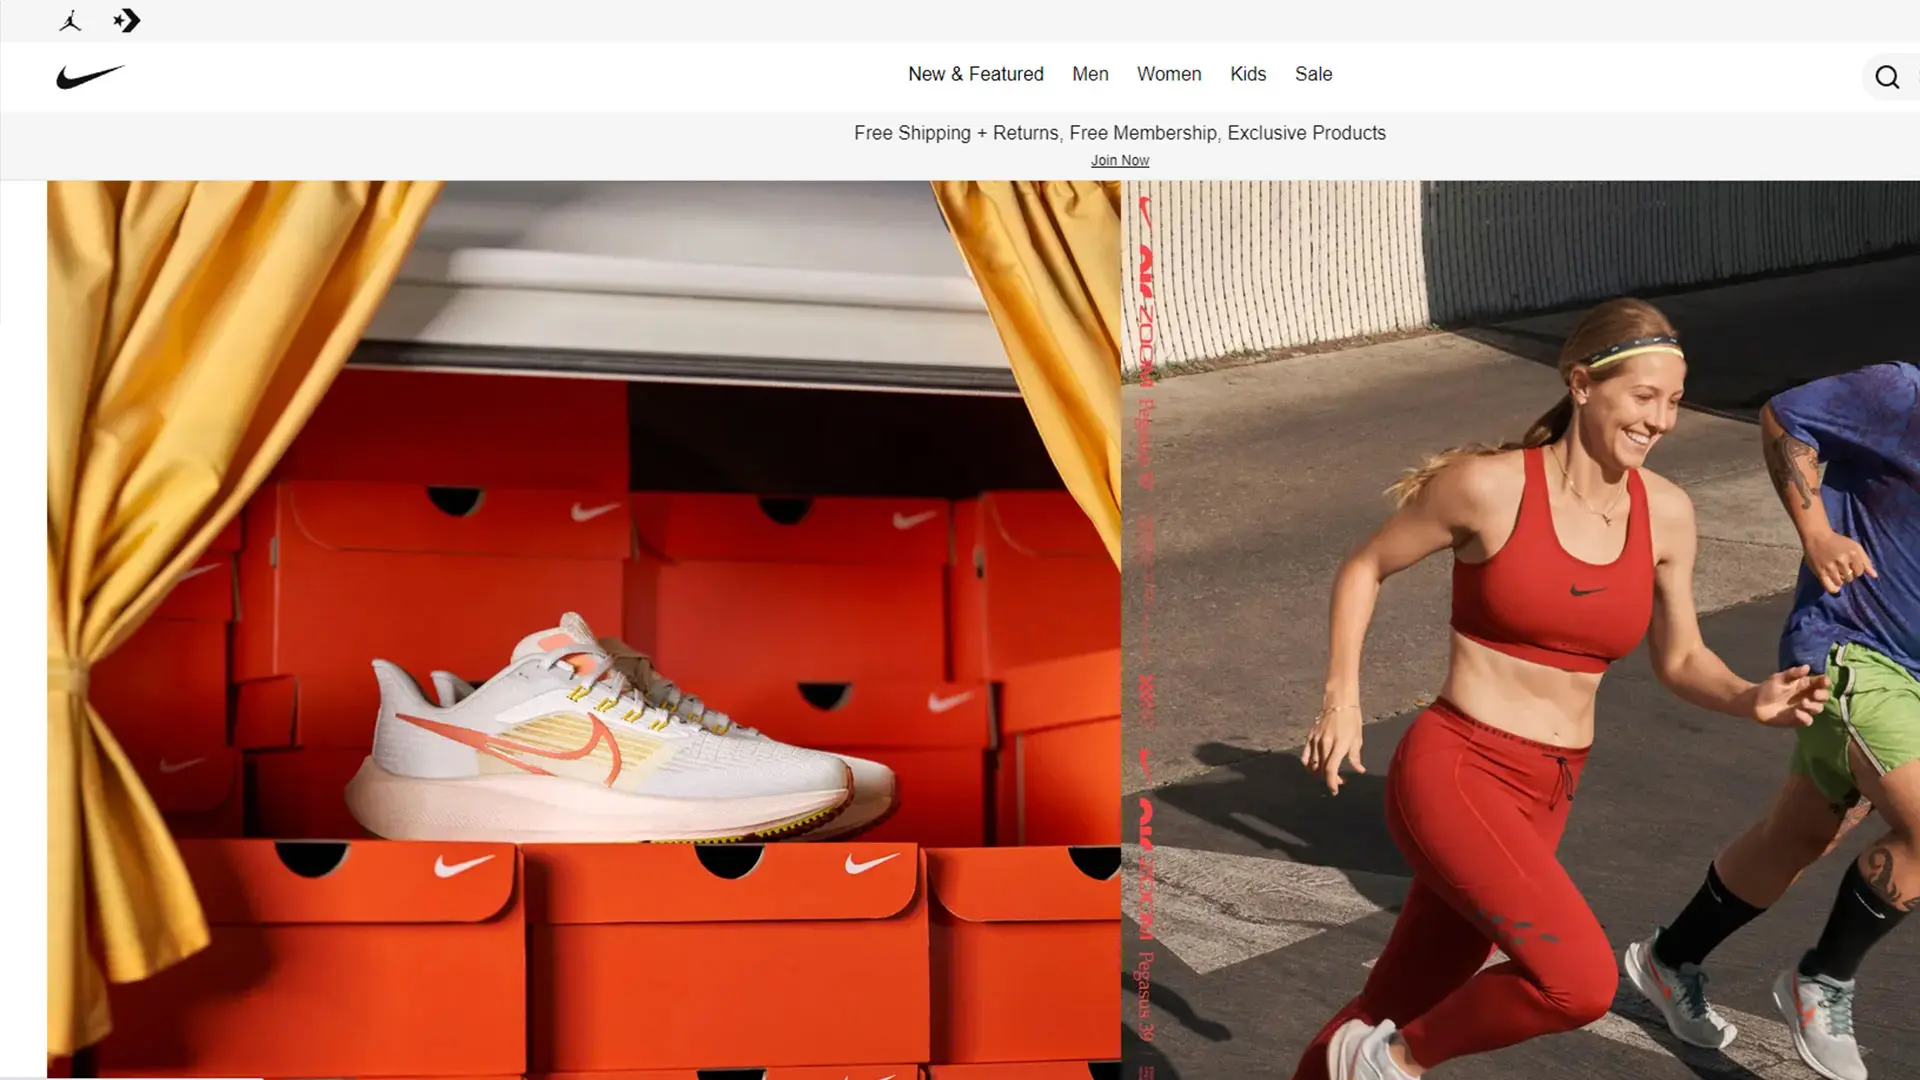 New & Featured Men Women Kids Sale
Free Shipping + Returns, Free Membership, Exclusive Products
Join Now
AIR ZOOM Pegasus 39
AIR ZOOM Pegasus 39